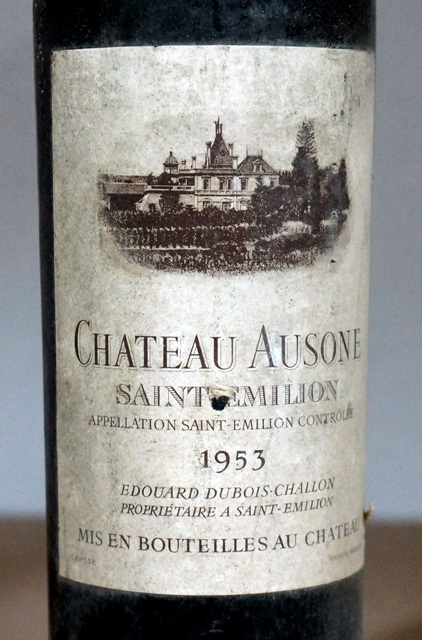 CHATEAU AUSONE
SAINT-EMILION
APPELLATION SAINT-EMILION CONTRÔLÉE
1953
EDOUARD DUBOIS-CHALLON
PROPRIÉTAIRE A SAINT-EMILION
MIS EN BOUTEILLES AU CHATEAU